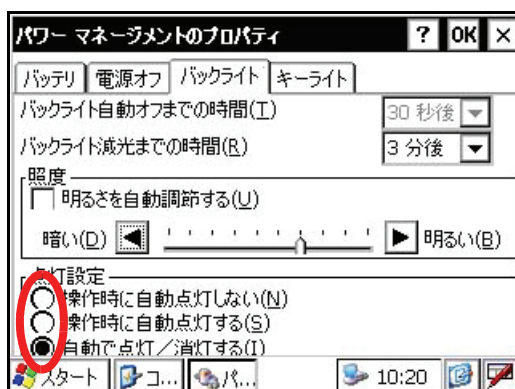 パワー マネージメントのプロパティ ? OK ×
バッテリ 電源オフ バックライト キーライト
バックライト自動オフまでの時間(T) 30 秒後
バックライト減光までの時間(R) 3 分後
照度
明るさを自動調節する(U)
暗い(D) 明るい(B)
点灯設定
操作時に自動点灯しない(N)
操作時に自動点灯する(S)
自動で点灯／消灯する(I)
スタート コ... パ... 10:20